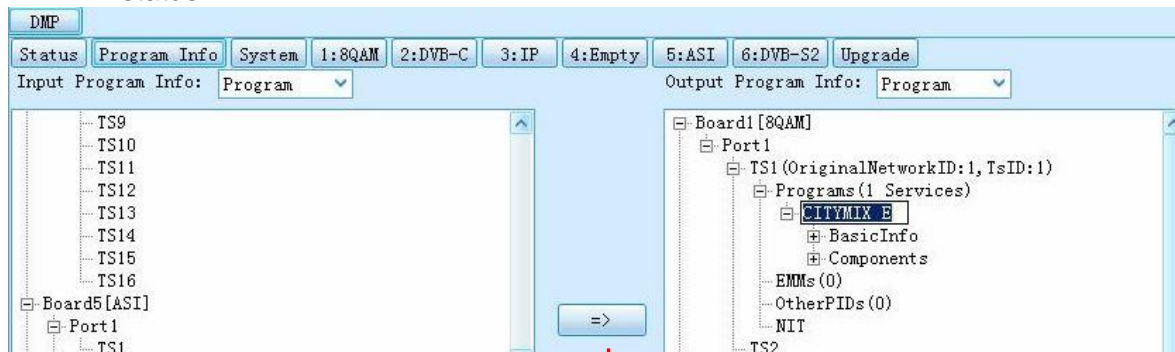 DMP
Status Program Info System 1:8QAM 2:DVB-C 3:IP 4:Empty 5:ASI 6:DVB-S2 Upgrade
Input Program Info: Program
Output Program Info: Program
TS9
TS10
TS11
TS12
TS13
TS14
TS15
TS16
Board5[ASI]
Port1
TS1
=>
Board1[8QAM]
Port1
TS1(OriginalNetworkID:1,TsID:1)
Programs(1 Services)
CITYMIX E
BasicInfo
Components
EMMs(0)
OtherPIDs(0)
NIT
TS2